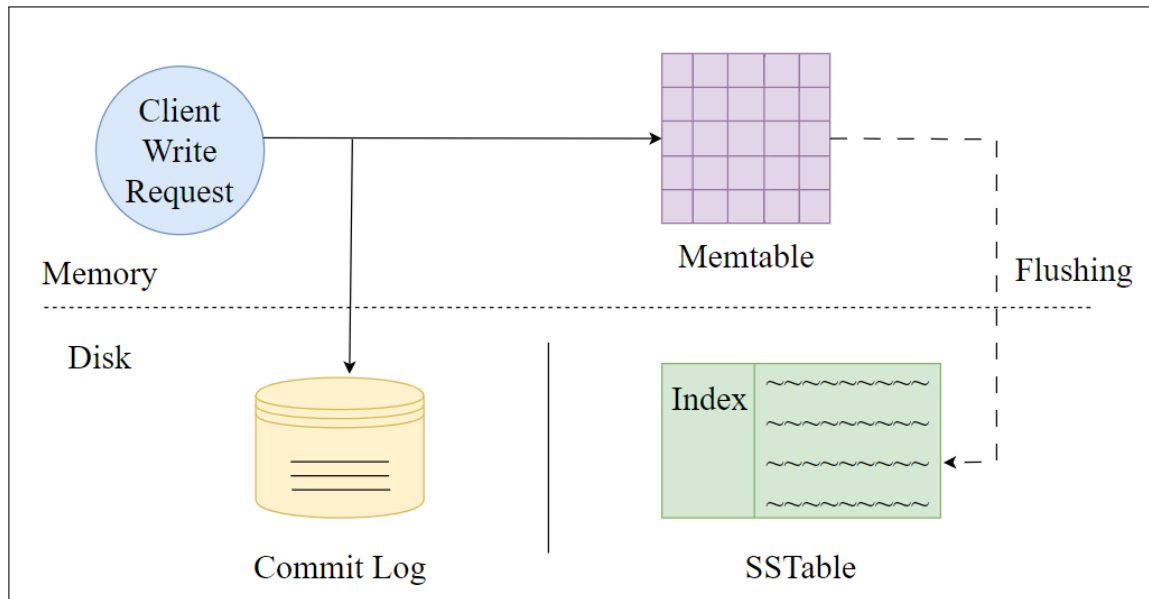 Client
Write
Request
Memtable
Memory
Flushing
Disk
Index
~~~~~~~~~
~~~~~~~~~
~~~~~~~~~
~~~~~~~~~
Commit Log
SSTable